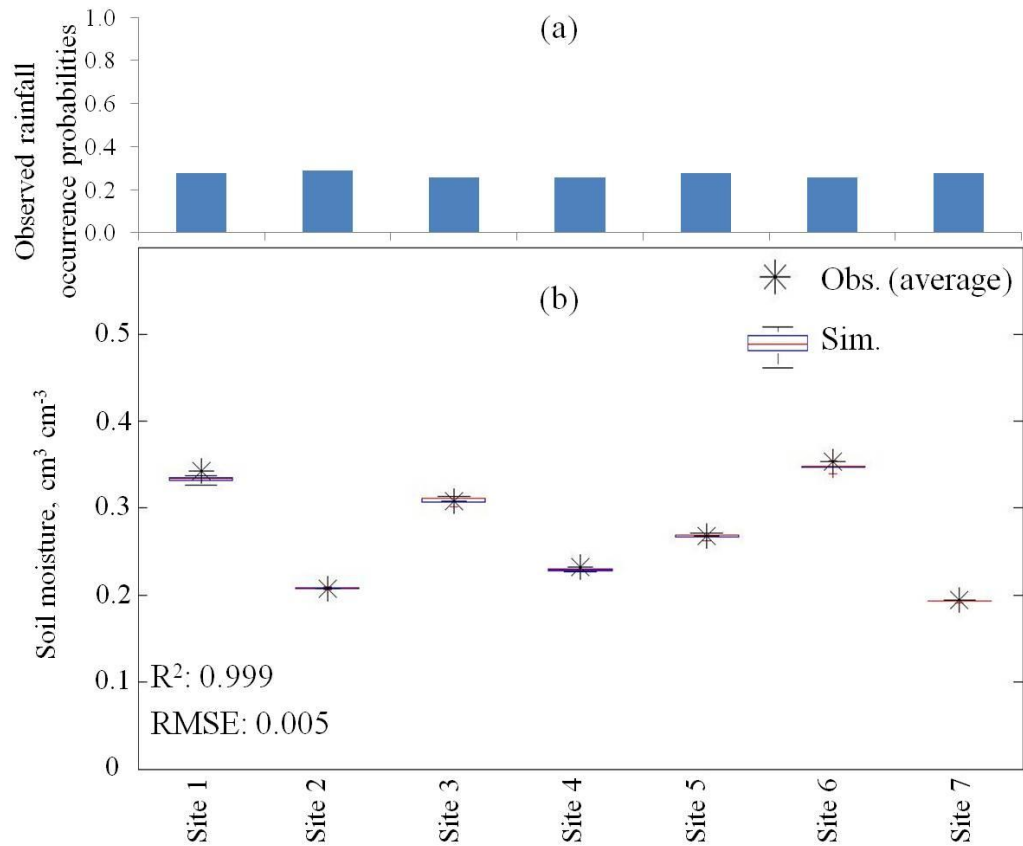 (a)
Observed rainfall
occurrence probabilities
1.0
0.8
0.6
0.4
0.2
0.0
(b)
Obs. (average)
Sim.
Soil moisture, cm³ cm⁻³
0.5
0.4
0.3
0.2
0.1
0
R²: 0.999
RMSE: 0.005
Site 1
Site 2
Site 3
Site 4
Site 5
Site 6
Site 7